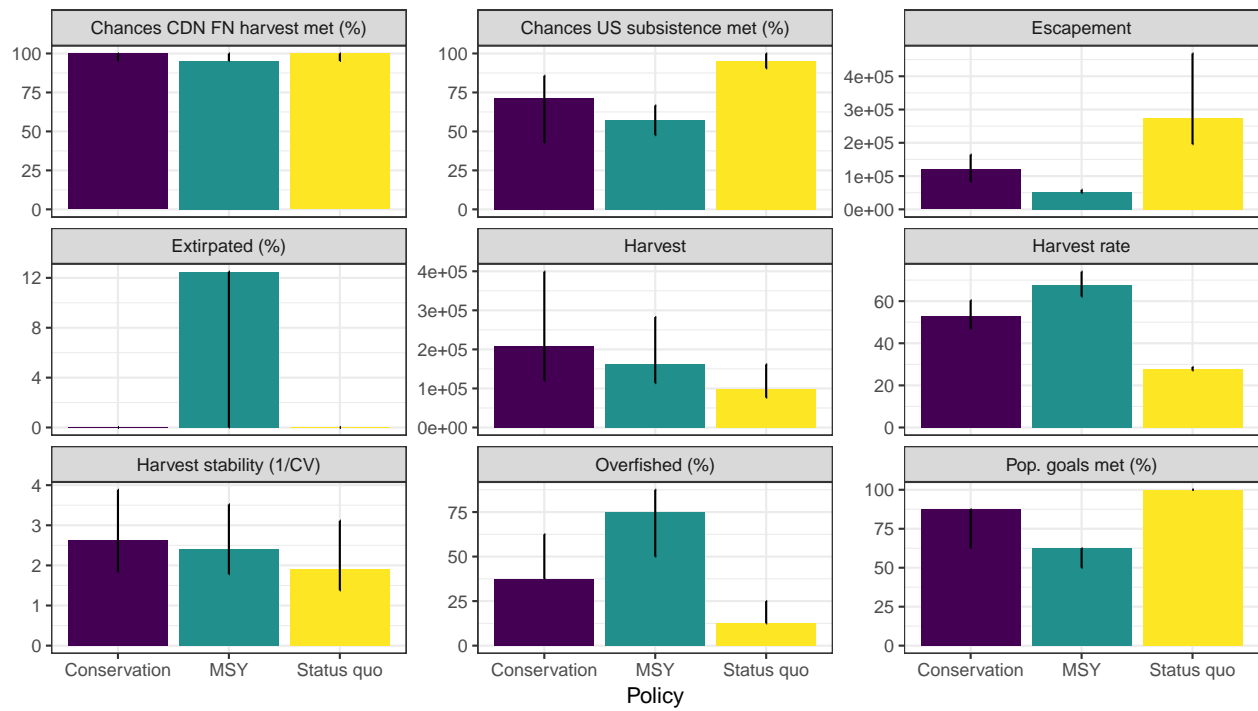 Chances CDN FN harvest met (%)
Chances US subsistence met (%)
Escapement
100
75
50
25
0
100
75
50
25
0
4e+05
3e+05
2e+05
1e+05
0e+00
Extirpated (%)
Harvest
Harvest rate
12
8
4
0
4e+05
3e+05
2e+05
1e+05
0e+00
60
40
20
0
Harvest stability (1/CV)
Overfished (%)
Pop. goals met (%)
4
3
2
1
0
75
50
25
0
100
75
50
25
0
Conservation MSY Status quo
Conservation MSY Status quo
Conservation MSY Status quo
Policy